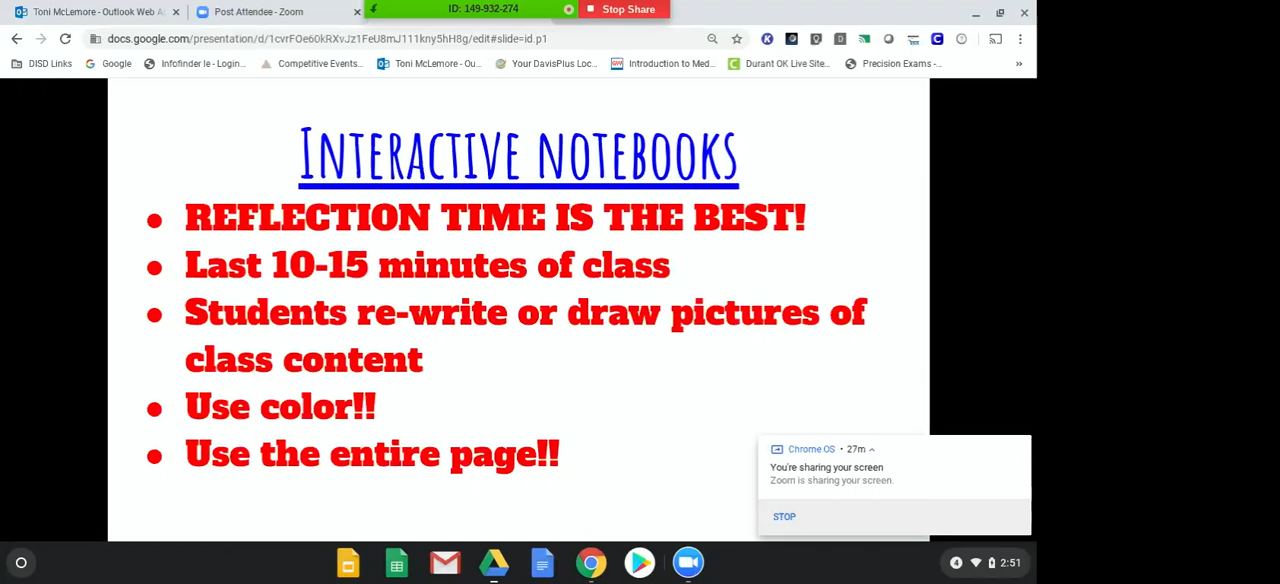 Toni McLemore - Outlook Web A
Post Attendee - Zoom
ID: 149-932-274
Stop Share
docs.google.com/presentation/d/1cvrFOe60kRXvJz1FeU8mJ111kny5hH8g/edit#slide=id.p1
DISD Links
Google
Infofinder le - Login...
Competitive Events...
Toni McLemore - Ou...
Your DavisPlus Loc...
Introduction to Med...
Durant OK Live Site...
Precision Exams -...
»
Interactive notebooks
● REFLECTION TIME IS THE BEST!
● Last 10-15 minutes of class
● Students re-write or draw pictures of
class content
● Use color!!
● Use the entire page!!
Chrome OS • 27m
You're sharing your screen
Zoom is sharing your screen.
STOP
4 2:51